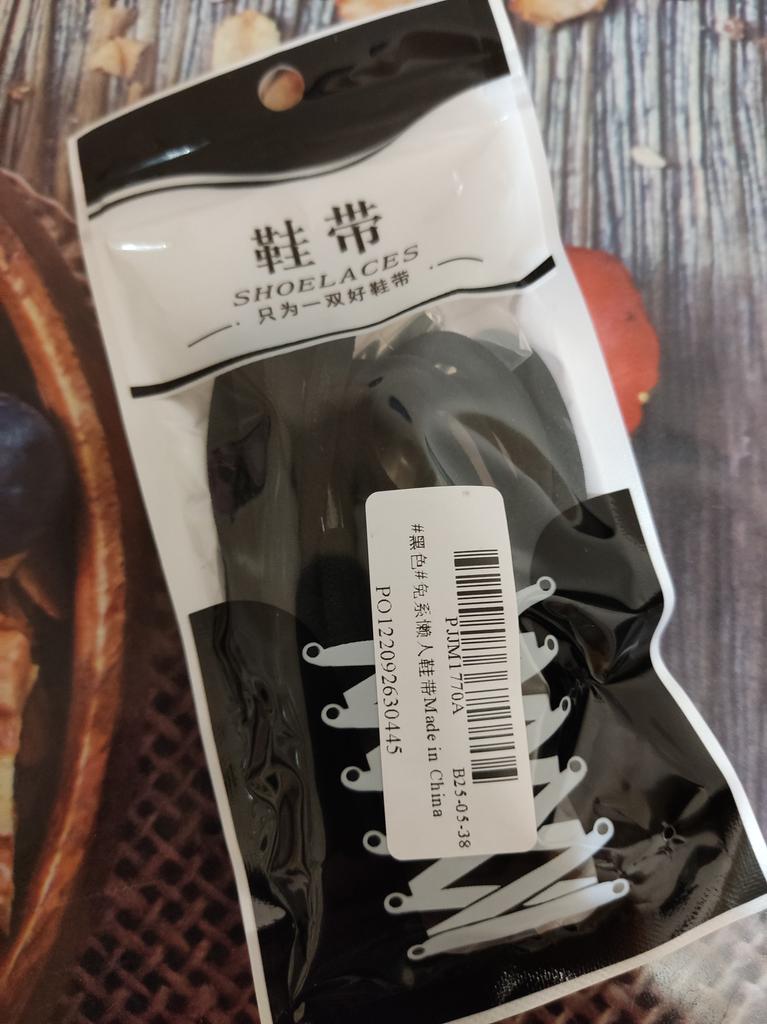 鞋带
SHOELACES
只为一双好鞋带
PJJM1770A
B25-05-38
#黑色#免系懒人鞋带Made in China
PO122092630445